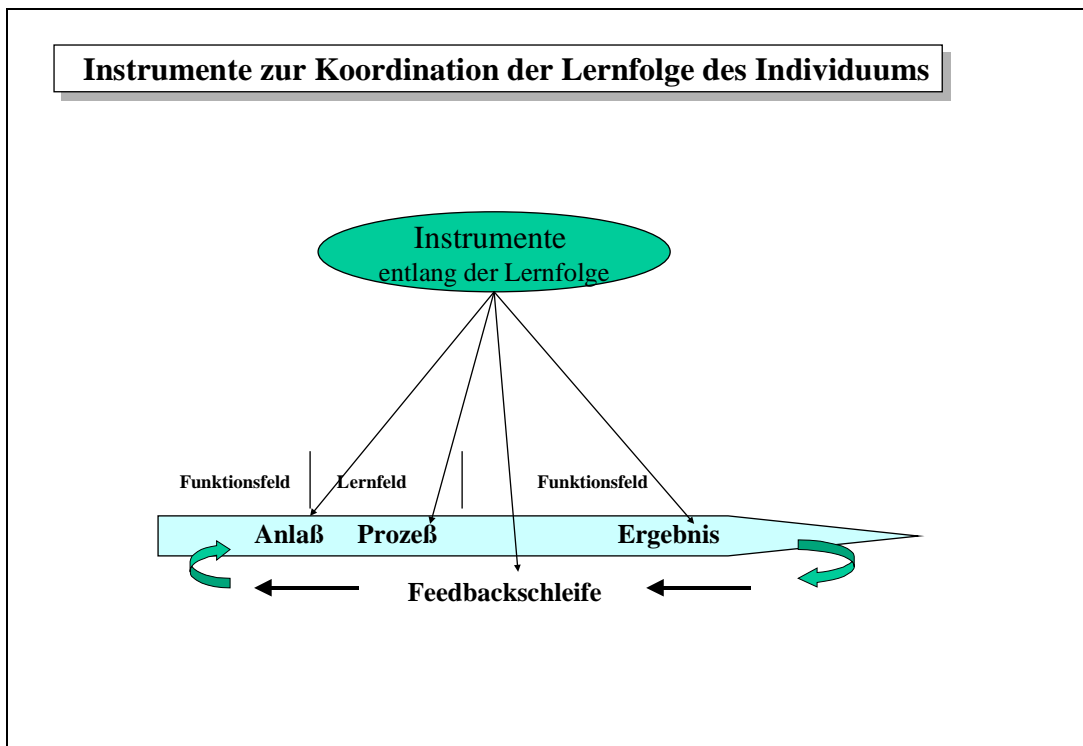 Instrumente zur Koordination der Lernfolge des Individuums
Instrumente
entlang der Lernfolge
Funktionsfeld Lernfeld Funktionsfeld
Anlaß Prozeß Ergebnis
Feedbackschleife